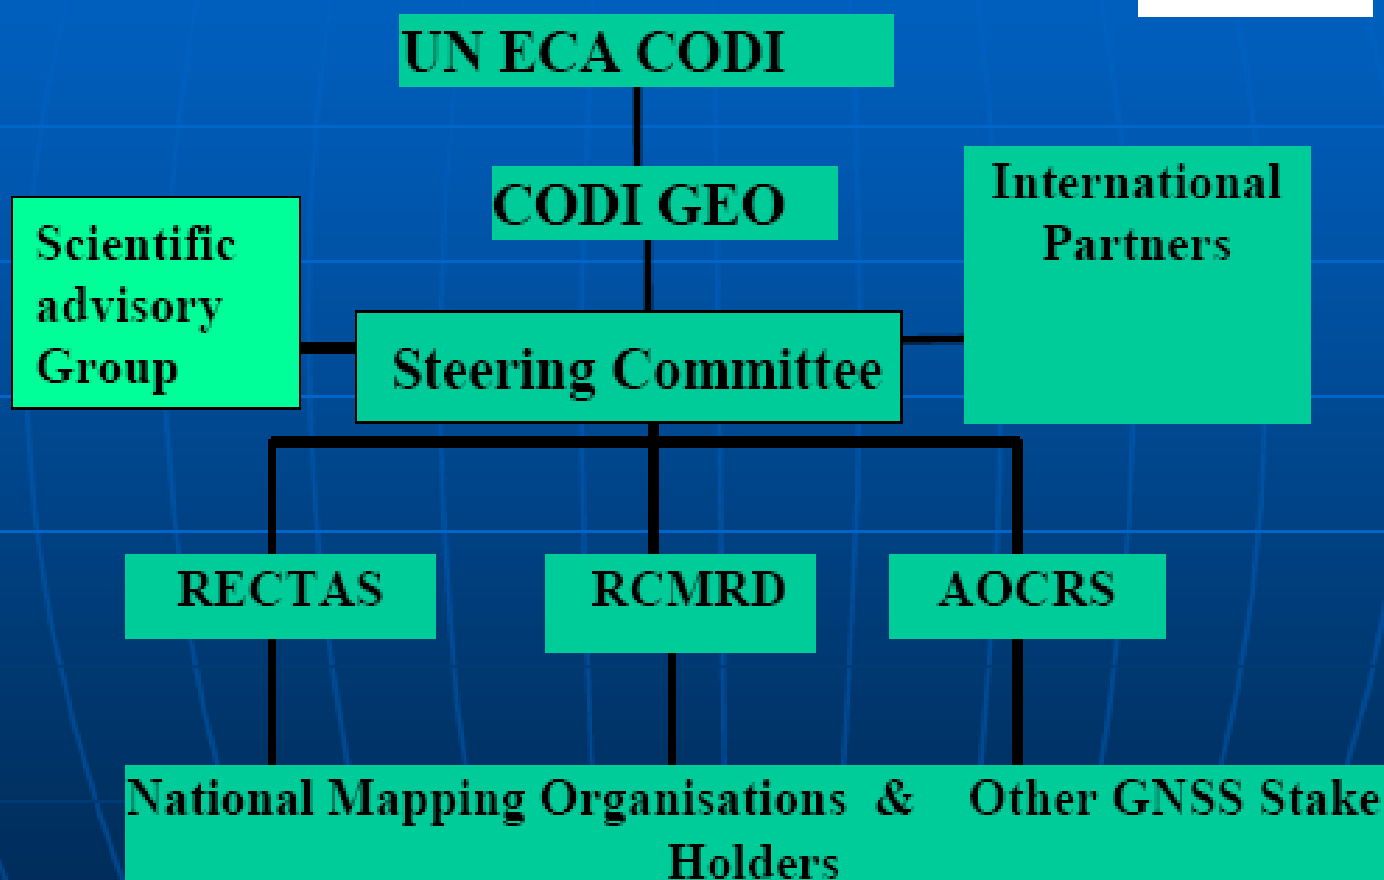 UN ECA CODI
CODI GEO
International
Partners
Scientific
advisory
Group
Steering Committee
RECTAS
RCMRD
AOCRS
National Mapping Organisations & Other GNSS Stake
Holders